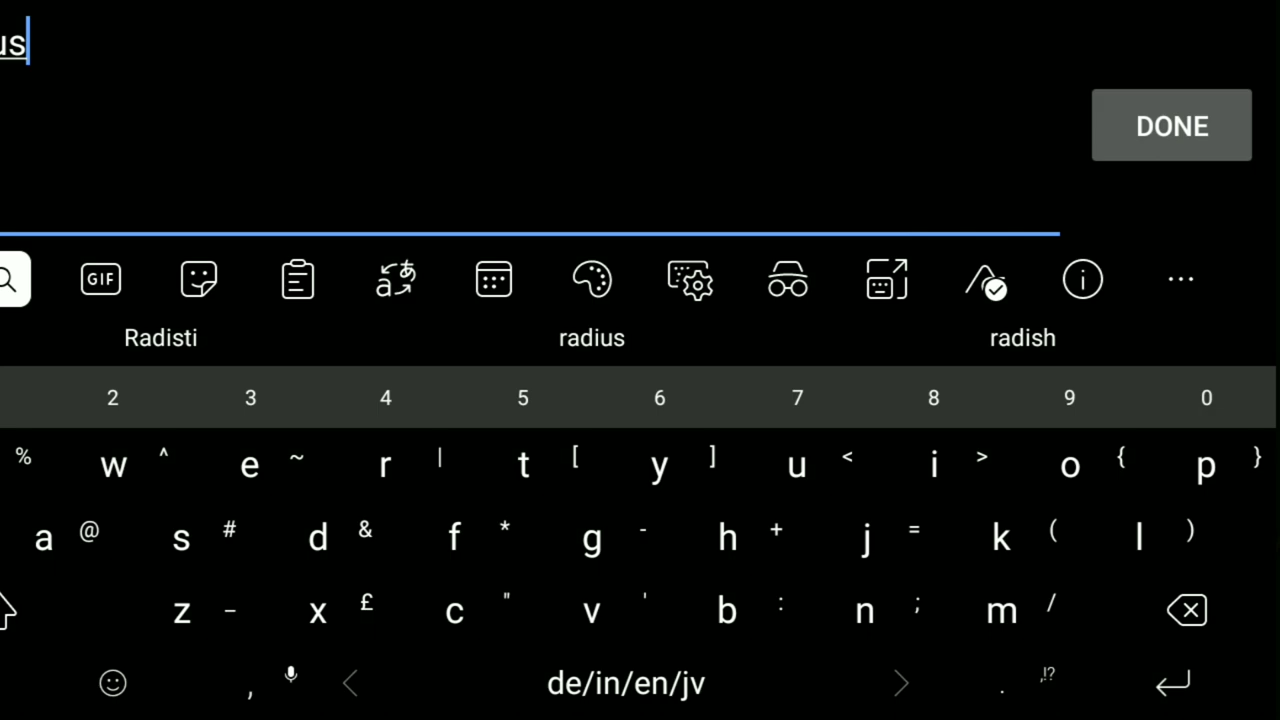 us
DONE
GIF
Radisti radius radish
2 3 4 5 6 7 8 9 0
% w ^ e ~ r | t [ y ] u < i > o { p }
a @ s # d & f * g - h + j = k ( l )
z _ x £ c " v ' b : n ; m /
, < de/in/en/jv > . ,!?